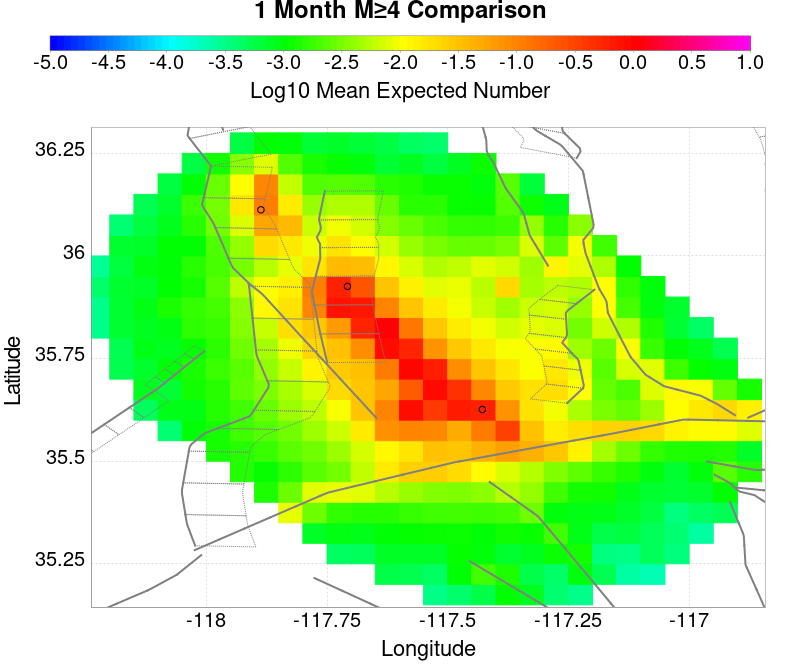 1 Month M≥4 Comparison
-5.0 -4.5 -4.0 -3.5 -3.0 -2.5 -2.0 -1.5 -1.0 -0.5 0.0 0.5 1.0
Log10 Mean Expected Number
36.25
36
35.75
35.5
35.25
Latitude
-118 -117.75 -117.5 -117.25 -117
Longitude